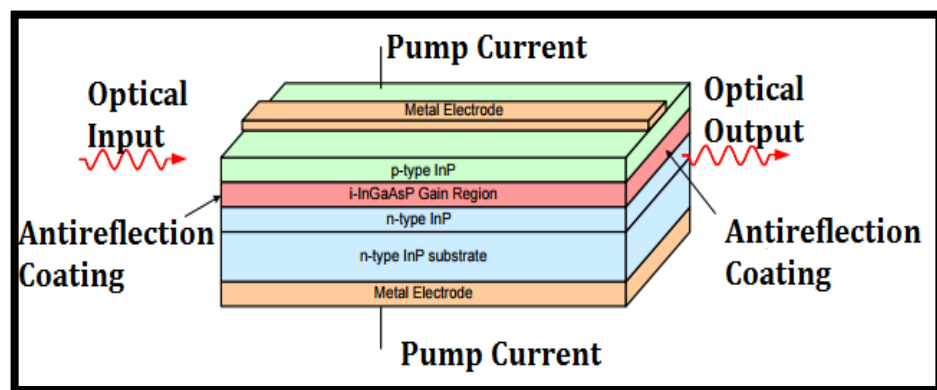 Pump Current
Optical
Input
Metal Electrode
Optical
Output
p-type InP
i-InGaAsP Gain Region
n-type InP
n-type InP substrate
Metal Electrode
Antireflection
Coating
Antireflection
Coating
Pump Current